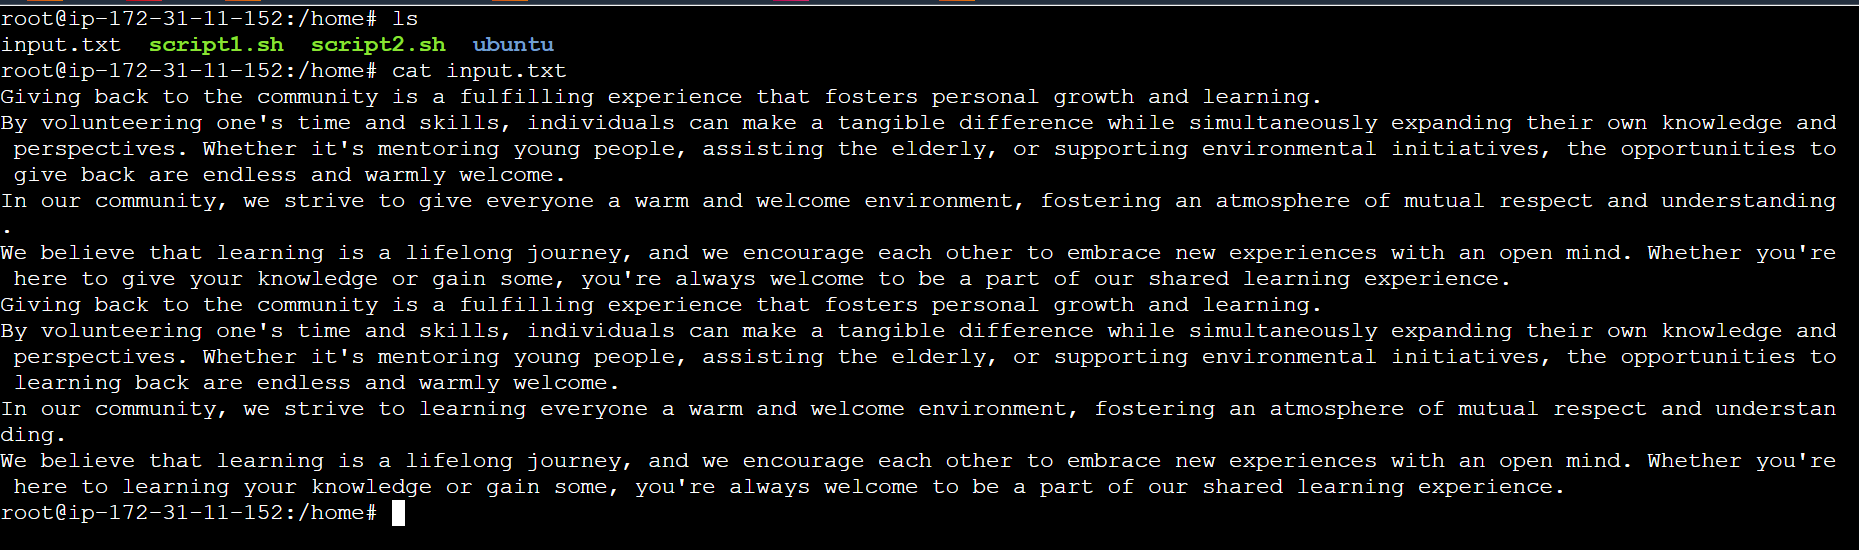 root@ip-172-31-11-152:/home# ls
input.txt  script1.sh  script2.sh  ubuntu
root@ip-172-31-11-152:/home# cat input.txt
Giving back to the community is a fulfilling experience that fosters personal growth and learning.
By volunteering one's time and skills, individuals can make a tangible difference while simultaneously expanding their own knowledge and
 perspectives. Whether it's mentoring young people, assisting the elderly, or supporting environmental initiatives, the opportunities to
 give back are endless and warmly welcome.
In our community, we strive to give everyone a warm and welcome environment, fostering an atmosphere of mutual respect and understanding
.
We believe that learning is a lifelong journey, and we encourage each other to embrace new experiences with an open mind. Whether you're
 here to give your knowledge or gain some, you're always welcome to be a part of our shared learning experience.
Giving back to the community is a fulfilling experience that fosters personal growth and learning.
By volunteering one's time and skills, individuals can make a tangible difference while simultaneously expanding their own knowledge and
 perspectives. Whether it's mentoring young people, assisting the elderly, or supporting environmental initiatives, the opportunities to
 learning back are endless and warmly welcome.
In our community, we strive to learning everyone a warm and welcome environment, fostering an atmosphere of mutual respect and understan
ding.
We believe that learning is a lifelong journey, and we encourage each other to embrace new experiences with an open mind. Whether you're
 here to learning your knowledge or gain some, you're always welcome to be a part of our shared learning experience.
root@ip-172-31-11-152:/home#